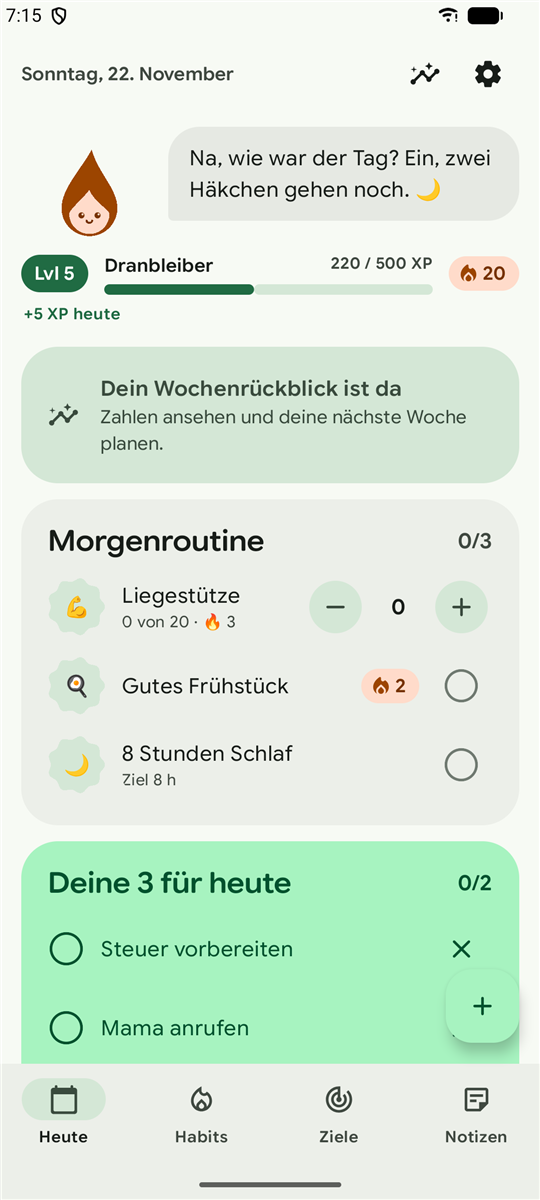 7:15
Sonntag, 22. November
Na, wie war der Tag? Ein, zwei
Häkchen gehen noch. 🌙
Lvl 5
Dranbleiber
220 / 500 XP
20
+5 XP heute
Dein Wochenrückblick ist da
Zahlen ansehen und deine nächste Woche
planen.
Morgenroutine
0/3
Liegestütze
0 von 20 · 🔥 3
0
Gutes Frühstück
2
8 Stunden Schlaf
Ziel 8 h
Deine 3 für heute
0/2
Steuer vorbereiten
Mama anrufen
Heute
Habits
Ziele
Notizen